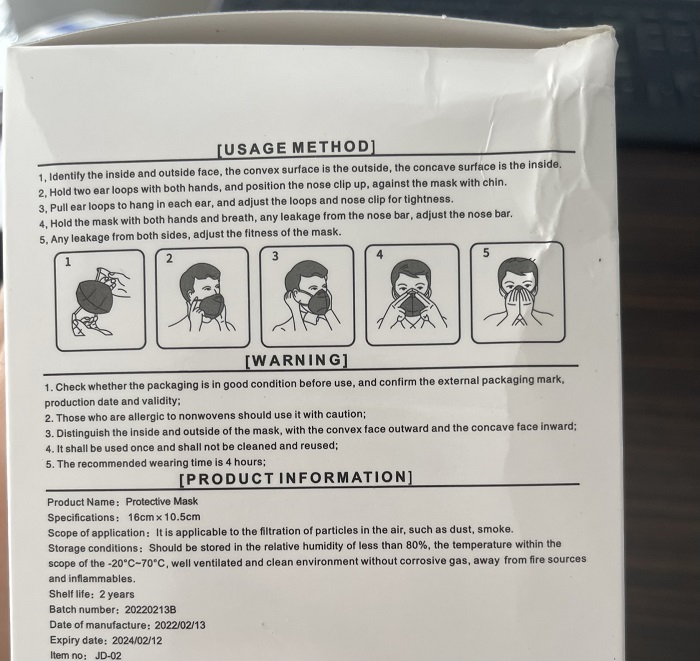 [USAGE METHOD]
1, Identify the inside and outside face, the convex surface is the outside, the concave surface is the inside.
2, Hold two ear loops with both hands, and position the nose clip up, against the mask with chin.
3, Pull ear loops to hang in each ear, and adjust the loops and nose clip for tightness.
4, Hold the mask with both hands and breath, any leakage from the nose bar, adjust the nose bar.
5, Any leakage from both sides, adjust the fitness of the mask.
1 2 3 4 5
[WARNING]
1. Check whether the packaging is in good condition before use, and confirm the external packaging mark,
production date and validity;
2. Those who are allergic to nonwovens should use it with caution;
3. Distinguish the inside and outside of the mask, with the convex face outward and the concave face inward;
4. It shall be used once and shall not be cleaned and reused;
5. The recommended wearing time is 4 hours;
[PRODUCT INFORMATION]
Product Name: Protective Mask
Specifications: 16cm x 10.5cm
Scope of application: It is applicable to the filtration of particles in the air, such as dust, smoke.
Storage conditions: Should be stored in the relative humidity of less than 80%, the temperature within the
scope of the -20°C~70°C, well ventilated and clean environment without corrosive gas, away from fire sources
and inflammables.
Shelf life: 2 years
Batch number: 20220213B
Date of manufacture: 2022/02/13
Expiry date: 2024/02/12
Item no: JD-02